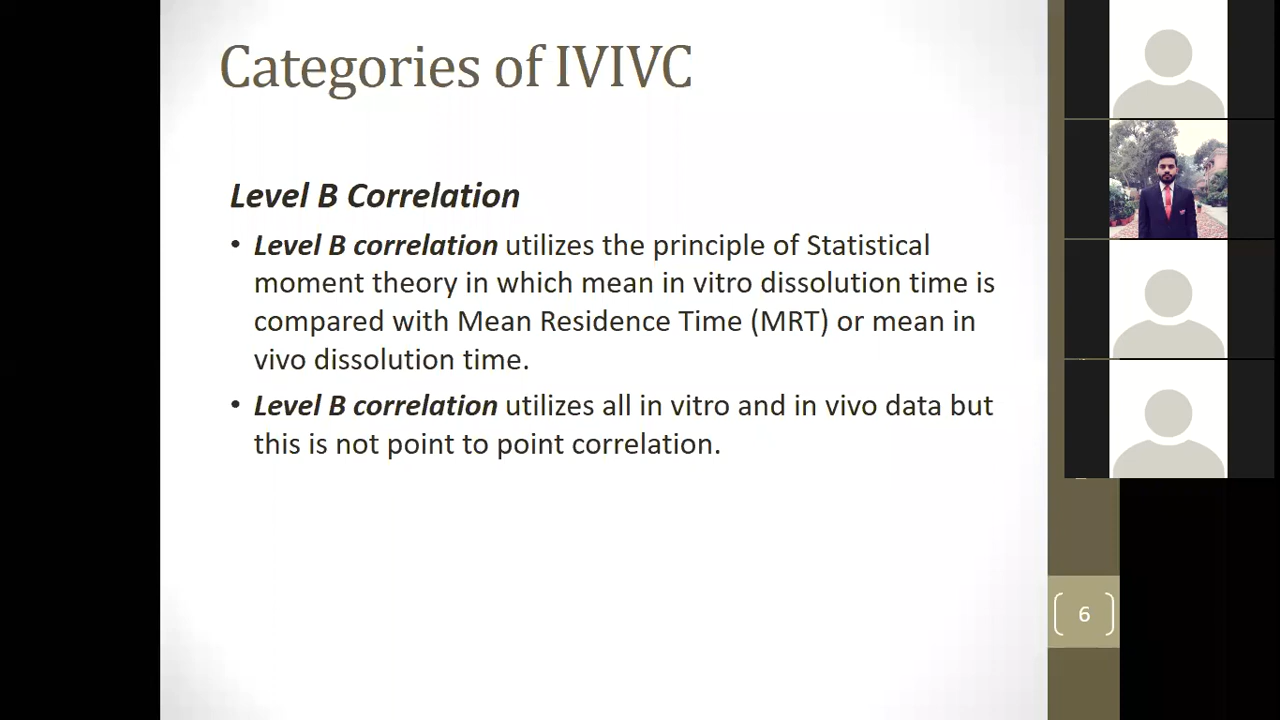 Categories of IVIVC
Level B Correlation
• Level B correlation utilizes the principle of Statistical
moment theory in which mean in vitro dissolution time is
compared with Mean Residence Time (MRT) or mean in
vivo dissolution time.
• Level B correlation utilizes all in vitro and in vivo data but
this is not point to point correlation.
6